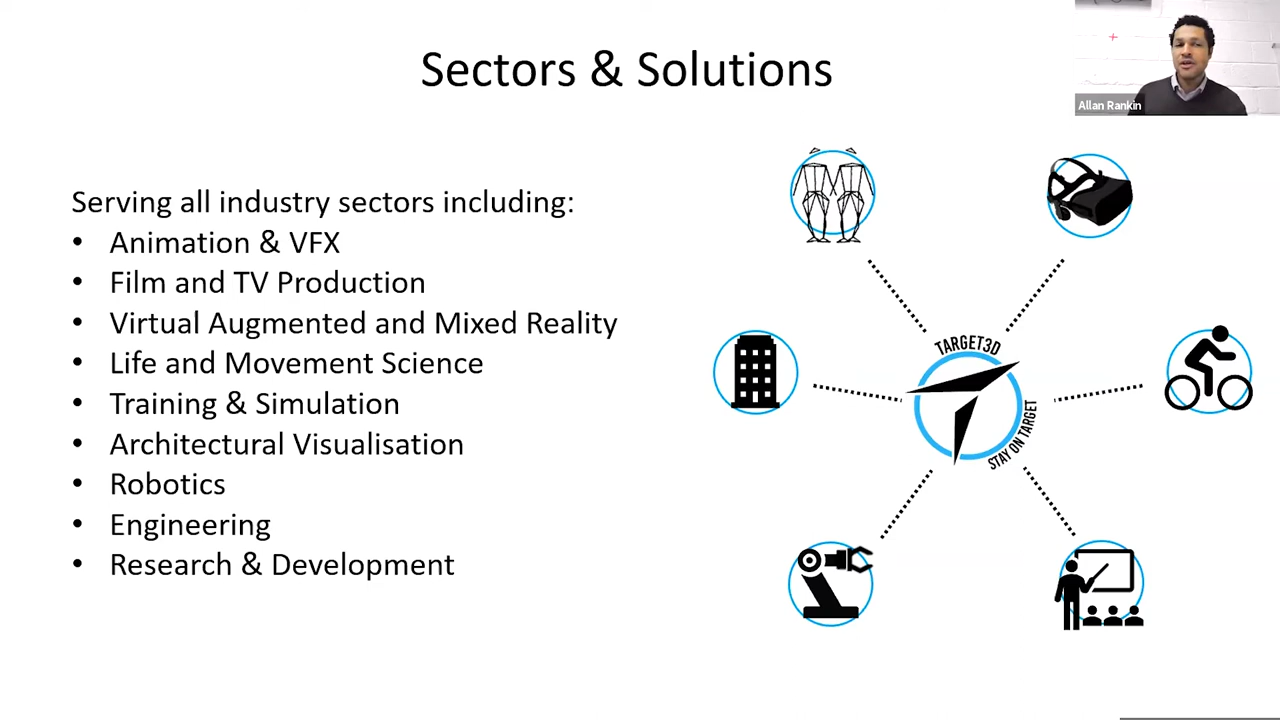 Sectors & Solutions
Allan Rankin
Serving all industry sectors including:
• Animation & VFX
• Film and TV Production
• Virtual Augmented and Mixed Reality
• Life and Movement Science
• Training & Simulation
• Architectural Visualisation
• Robotics
• Engineering
• Research & Development
TARGET3D
STAY ON TARGET